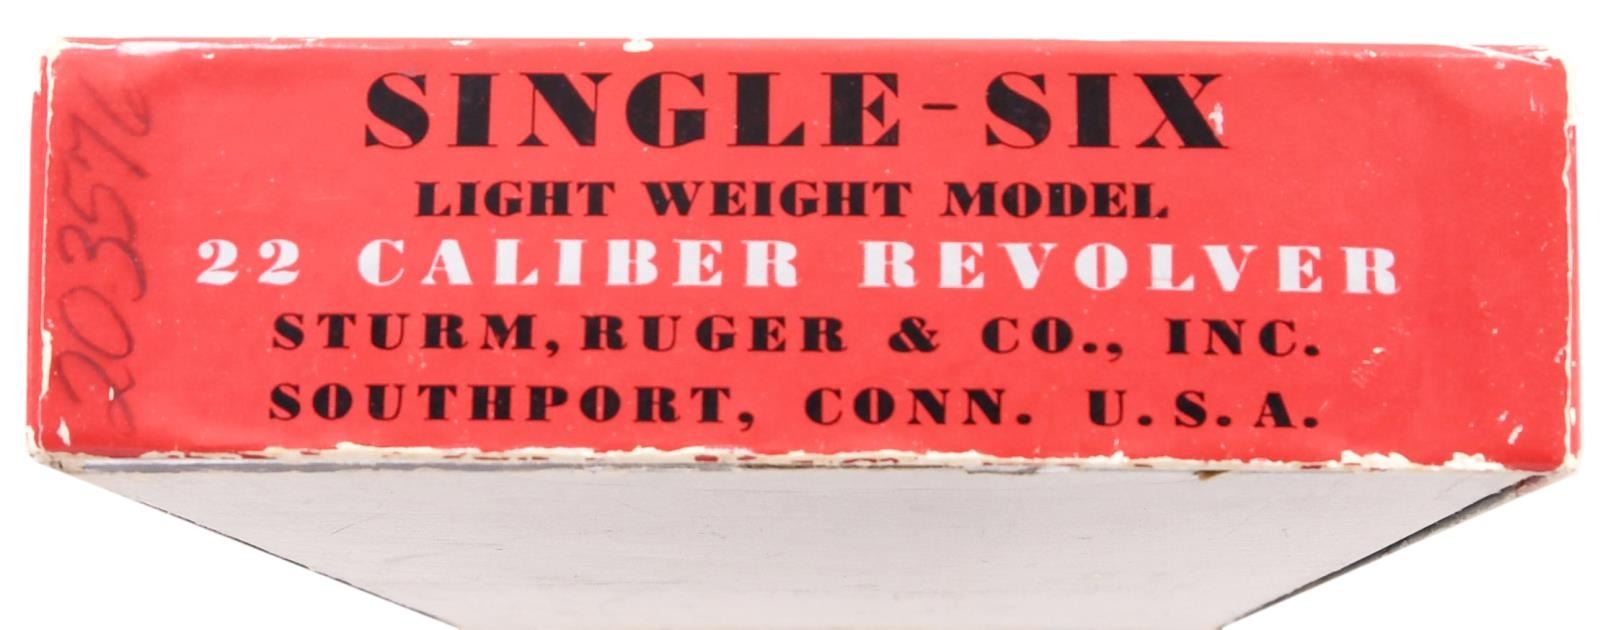 SINGLE-SIX
LIGHT WEIGHT MODEL
22 CALIBER REVOLVER
STURM, RUGER & CO., INC.
SOUTHPORT, CONN. U.S.A.
203576